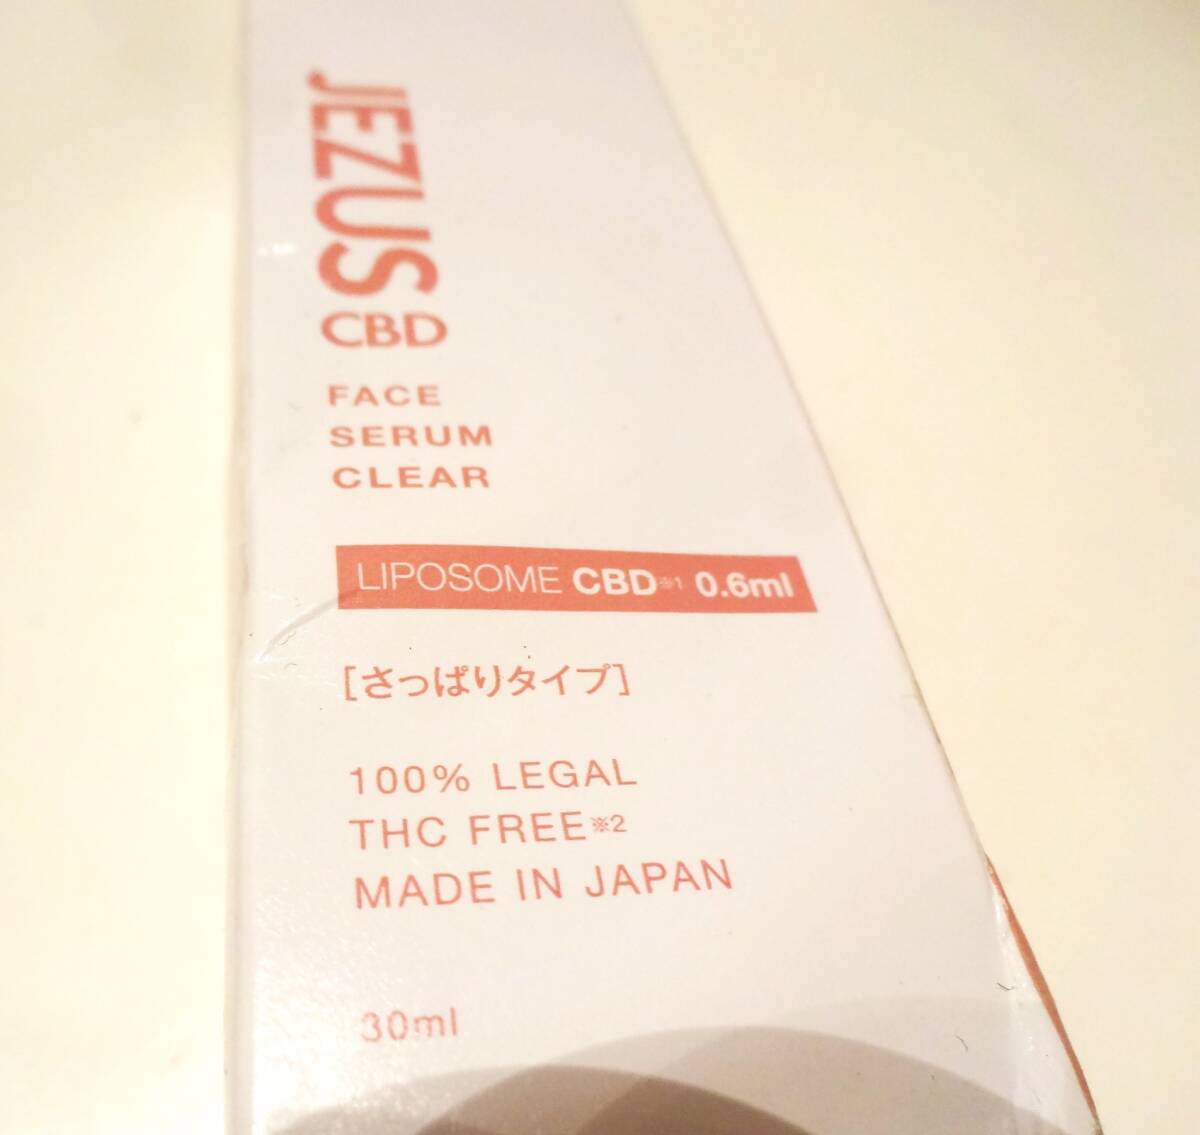 JEZUS
CBD
FACE
SERUM
CLEAR
LIPOSOME CBD※1 0.6ml
[さっぱりタイプ]
100% LEGAL
THC FREE※2
MADE IN JAPAN
30ml